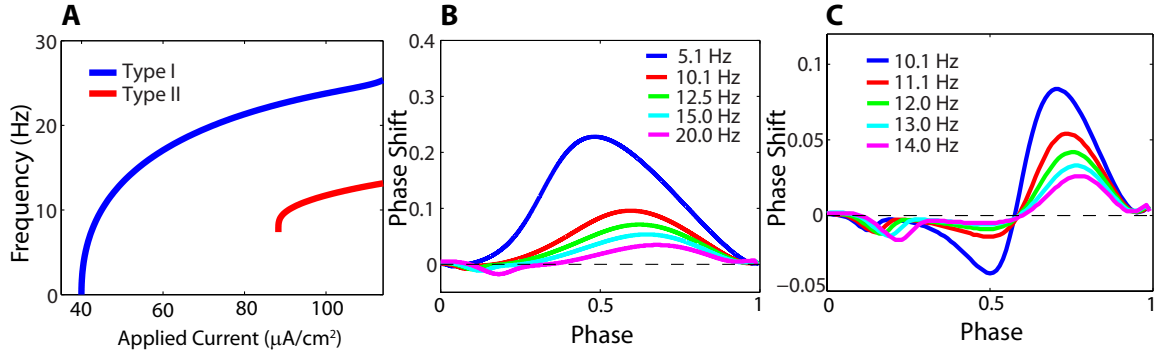 A
30
20
10
0
40
60
80
100
Frequency (Hz)
Applied Current (μA/cm²)
Type I
Type II
B
0.4
0.3
0.2
0.1
0
0
0.5
1
Phase Shift
Phase
5.1 Hz
10.1 Hz
12.5 Hz
15.0 Hz
20.0 Hz
C
0.1
0.05
0
−0.05
0
0.5
1
Phase Shift
Phase
10.1 Hz
11.1 Hz
12.0 Hz
13.0 Hz
14.0 Hz